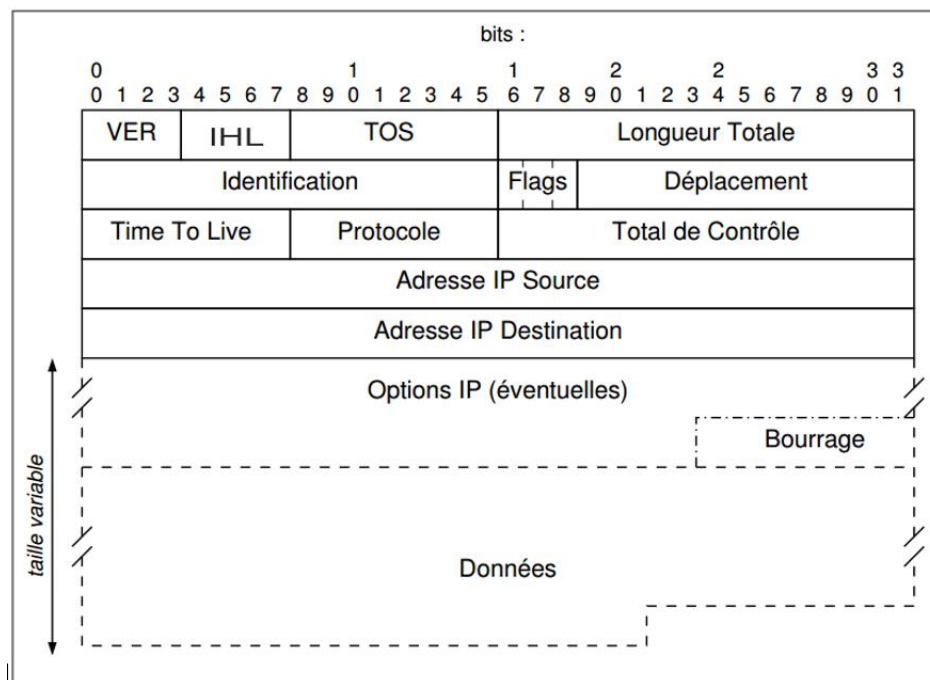 bits :
0 1 1 2 2 3 3
0 1 2 3 4 5 6 7 8 9 0 1 2 3 4 5 6 7 8 9 0 1 2 3 4 5 6 7 8 9 0 1
VER IHL TOS Longueur Totale
Identification Flags Déplacement
Time To Live Protocole Total de Contrôle
Adresse IP Source
Adresse IP Destination
Options IP (éventuelles)
Bourrage
taille variable
Données